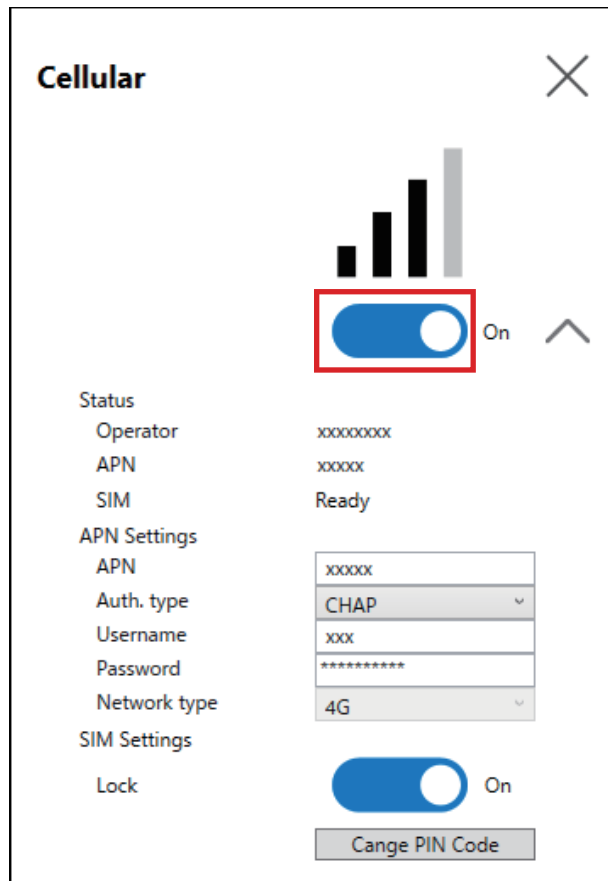 Cellular
On
Status
Operator xxxxxxxx
APN xxxxx
SIM Ready
APN Settings
APN xxxxx
Auth. type CHAP
Username xxx
Password **********
Network type 4G
SIM Settings
Lock On
Cange PIN Code